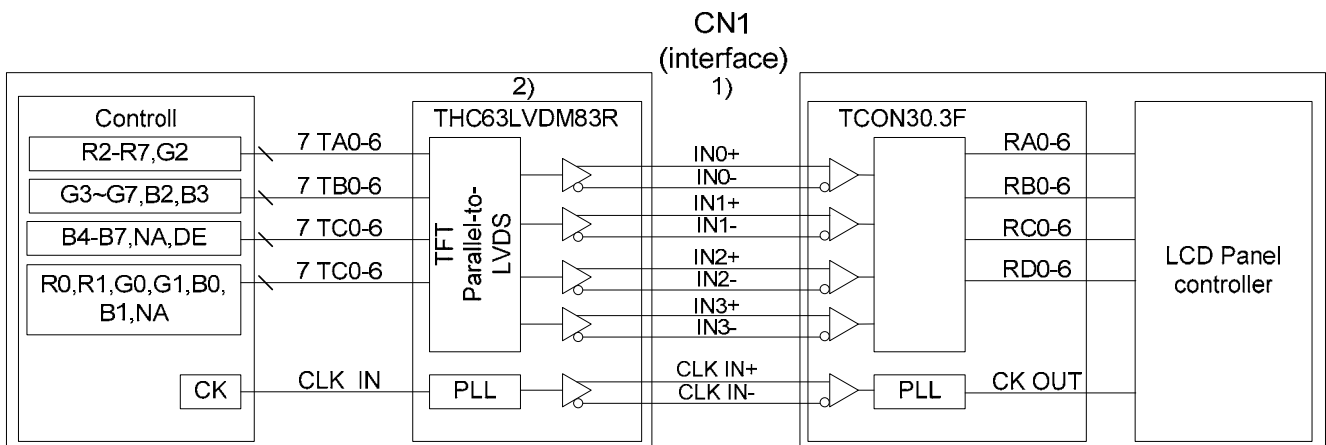 CN1
(interface)
1)
2)
Controll
THC63LVDM83R
TCON30.3F
R2-R7,G2
7 TA0-6
IN0+
IN0-
RA0-6
G3~G7,B2,B3
7 TB0-6
IN1+
IN1-
RB0-6
B4-B7,NA,DE
7 TC0-6
IN2+
IN2-
RC0-6
R0,R1,G0,G1,B0,
B1,NA
7 TC0-6
IN3+
IN3-
RD0-6
TFT
Parallel-to-
LVDS
LCD Panel
controller
CK
CLK IN
PLL
CLK IN+
CLK IN-
PLL
CK OUT